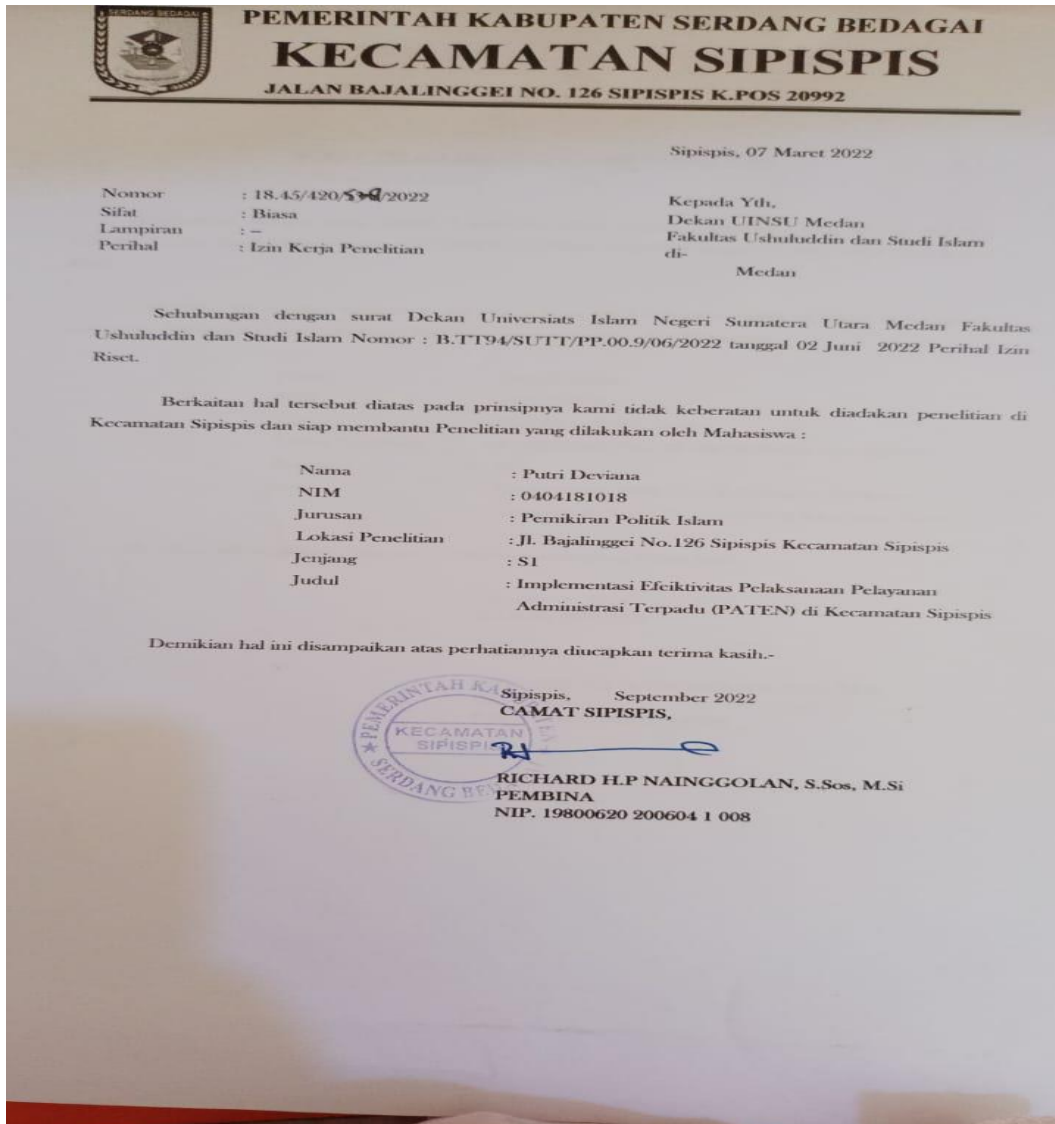 SERDANG BEDAGAI
PEMERINTAH KABUPATEN SERDANG BEDAGAI
KECAMATAN SIPISPIS
JALAN BAJALINGGEI NO. 126 SIPISPIS K.POS 20992
Sipispis, 07 Maret 2022
Nomor : 18.45/420/ /2022
Sifat : Biasa
Lampiran : –
Perihal : Izin Kerja Penelitian
Kepada Yth,
Dekan UINSU Medan
Fakultas Ushuluddin dan Studi Islam
di-
Medan
Sehubungan dengan surat Dekan Universiats Islam Negeri Sumatera Utara Medan Fakultas
Ushuluddin dan Studi Islam Nomor : B.TT94/SUTT/PP.00.9/06/2022 tanggal 02 Juni 2022 Perihal Izin
Riset.
Berkaitan hal tersebut diatas pada prinsipnya kami tidak keberatan untuk diadakan penelitian di
Kecamatan Sipispis dan siap membantu Penelitian yang dilakukan oleh Mahasiswa :
Nama : Putri Deviana
NIM : 0404181018
Jurusan : Pemikiran Politik Islam
Lokasi Penelitian : Jl. Bajalinggei No.126 Sipispis Kecamatan Sipispis
Jenjang : S1
Judul : Implementasi Efeiktivitas Pelaksanaan Pelayanan
Administrasi Terpadu (PATEN) di Kecamatan Sipispis
Demikian hal ini disampaikan atas perhatiannya diucapkan terima kasih.-
Sipispis, September 2022
CAMAT SIPISPIS,
PEMERINTAH
KECAMATAN
SIPISPIS
SERDANG
RICHARD H.P NAINGGOLAN, S.Sos, M.Si
PEMBINA
NIP. 19800620 200604 1 008